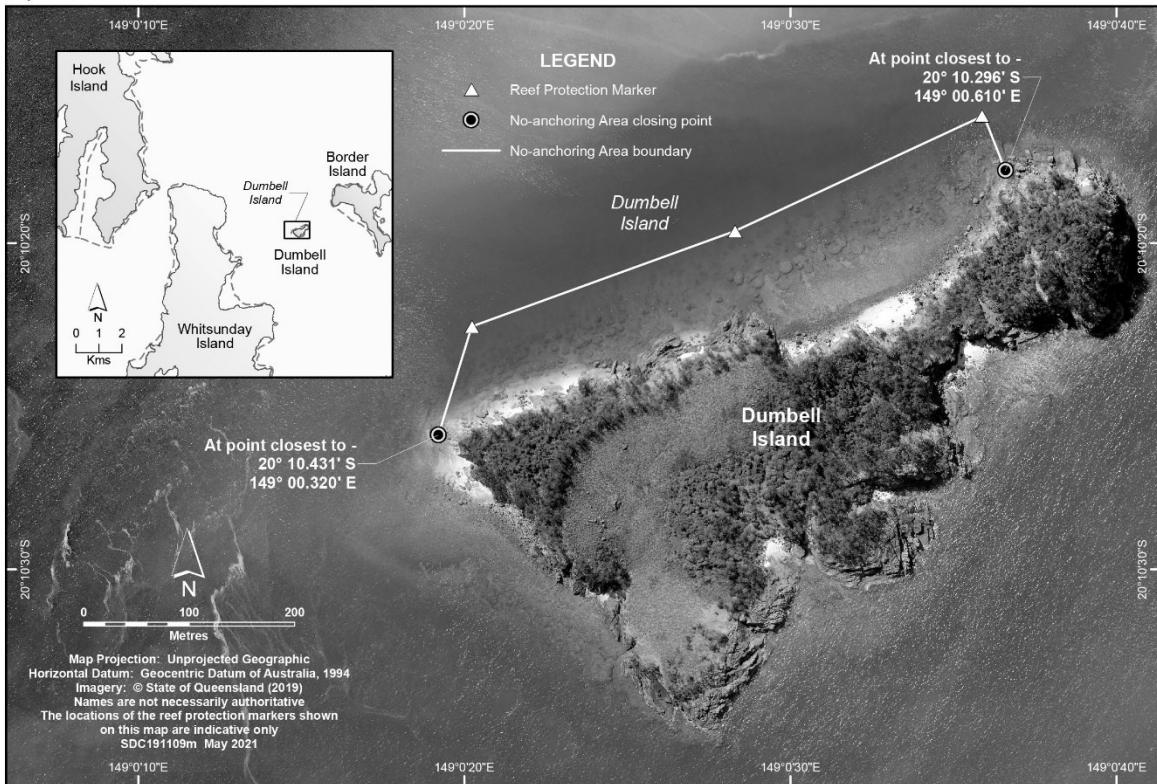 149°0'10"E
149°0'20"E
149°0'30"E
149°0'40"E
Hook
Island
Border
Island
Dumbell
Island
Dumbell
Island
Whitsunday
Island
N
0 1 2
Kms
LEGEND
Reef Protection Marker
No-anchoring Area closing point
No-anchoring Area boundary
At point closest to -
20° 10.296' S
149° 00.610' E
Dumbell
Island
20°10'20"S
20°10'20"S
Dumbell
Island
At point closest to -
20° 10.431' S
149° 00.320' E
20°10'30"S
20°10'30"S
N
0 100 200
Metres
Map Projection: Unprojected Geographic
Horizontal Datum: Geocentric Datum of Australia, 1994
Imagery: © State of Queensland (2019)
Names are not necessarily authoritative
The locations of the reef protection markers shown
on this map are indicative only
SDC191109m May 2021
149°0'10"E
149°0'20"E
149°0'30"E
149°0'40"E